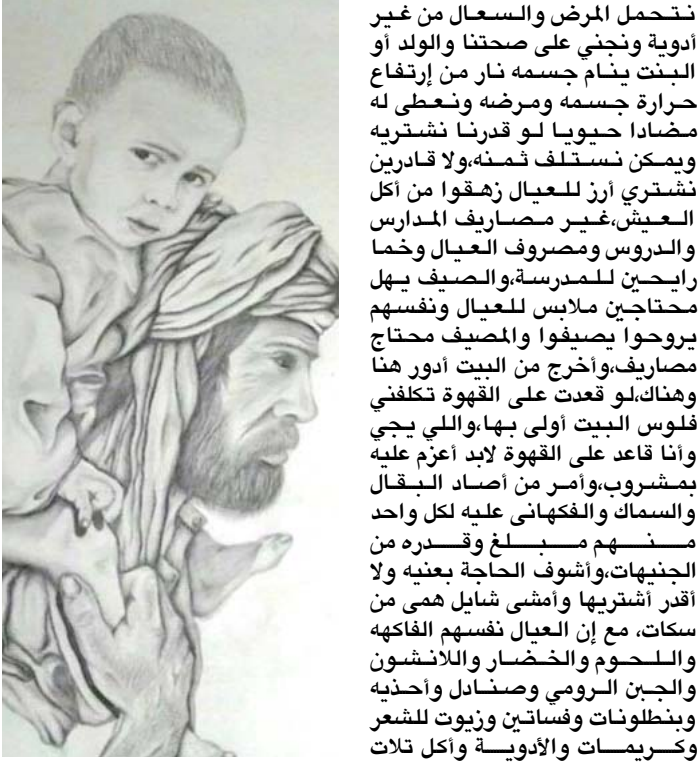 نتحمل المرض والسعال من غير
أدوية ونجني على صحتنا والولد أو
البنت ينام جسمه نار من إرتفاع
حرارة جسمه ومرضه ونعطى له
مضادا حيويا لو قدرنا نشتريه
ويمكن نستلف ثمنه،ولا قادرين
نشتري أرز للعيال زهقوا من أكل
العيش،غير مصاريف المدارس
والدروس ومصروف العيال وخما
رايحين للمدرسة،والصيف يهل
محتاجين ملابس للعيال ونفسهم
يروحوا يصيفوا والمصيف محتاج
مصاريف،وأخرج من البيت أدور هنا
وهناك،لو قعدت على القهوة تكلفني
فلوس البيت أولى بها،واللي يجي
وأنا قاعد على القهوة لابد أعزم عليه
بمشروب،وأمر من أصاد البقال
والسماك والفكهانى عليه لكل واحد
منهم مبلغ وقدره من
الجنيهات،وأشوف الحاجة بعنيه ولا
أقدر أشتريها وأمشى شايل همى من
سكات، مع إن العيال نفسهم الفاكهه
واللحوم والخضار واللانشون
والجبن الرومي وصنادل وأحذيه
وبنطلونات وفساتين وزيوت للشعر
وكريمات والأدوية وأكل تلات